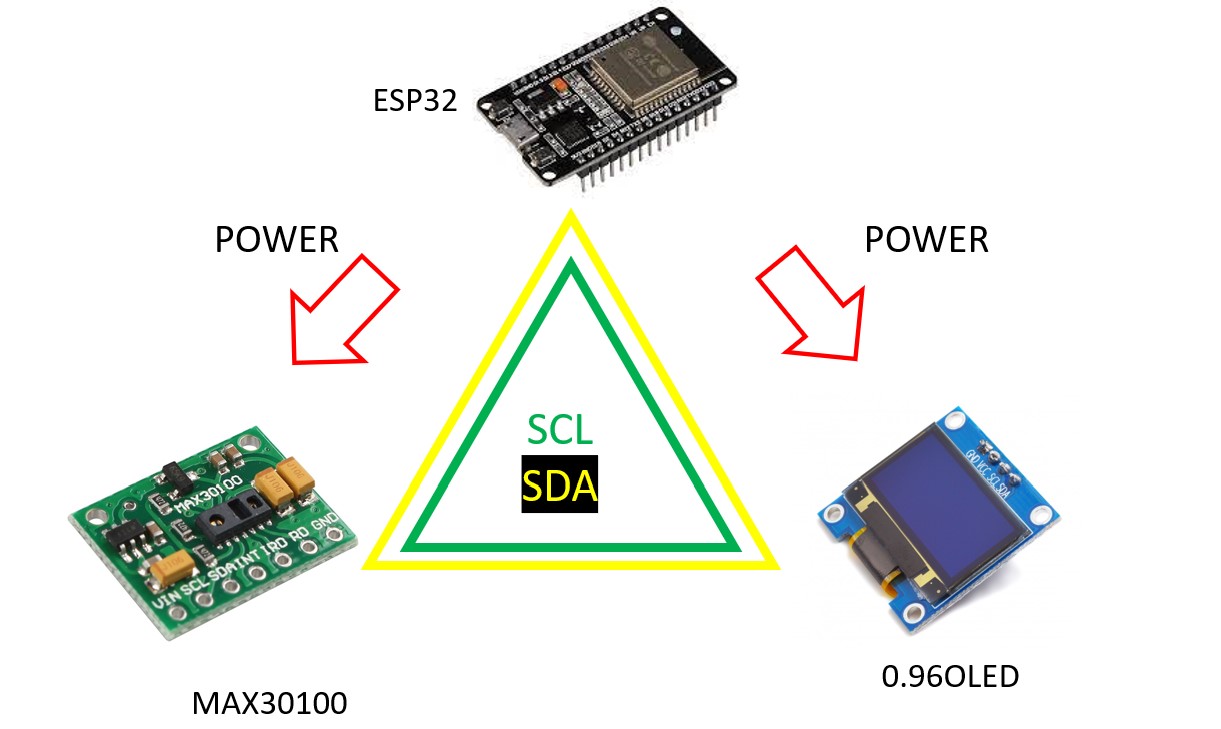 ESP32
POWER
POWER
SCL
SDA
MAX30100
VIN SCL SDA INT IRD RD GND
GND VCC SCL SDA
0.96OLED
MAX30100